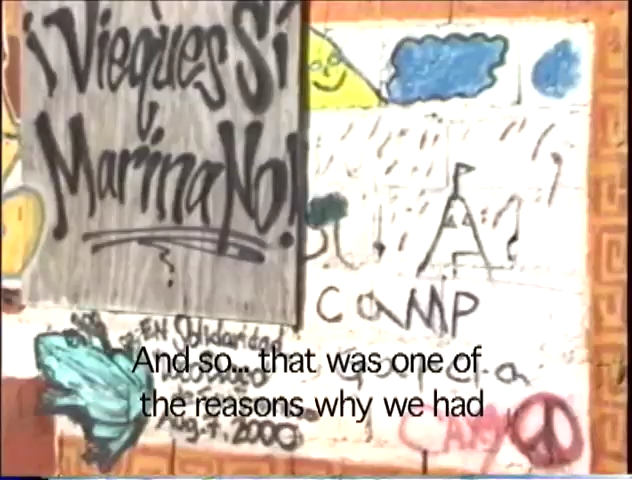 ¡Vieques Sí
y
Marina No!
CAMP
EN Solidaridad
And so... that was one of
the reasons why we had
Aug. 4, 2000